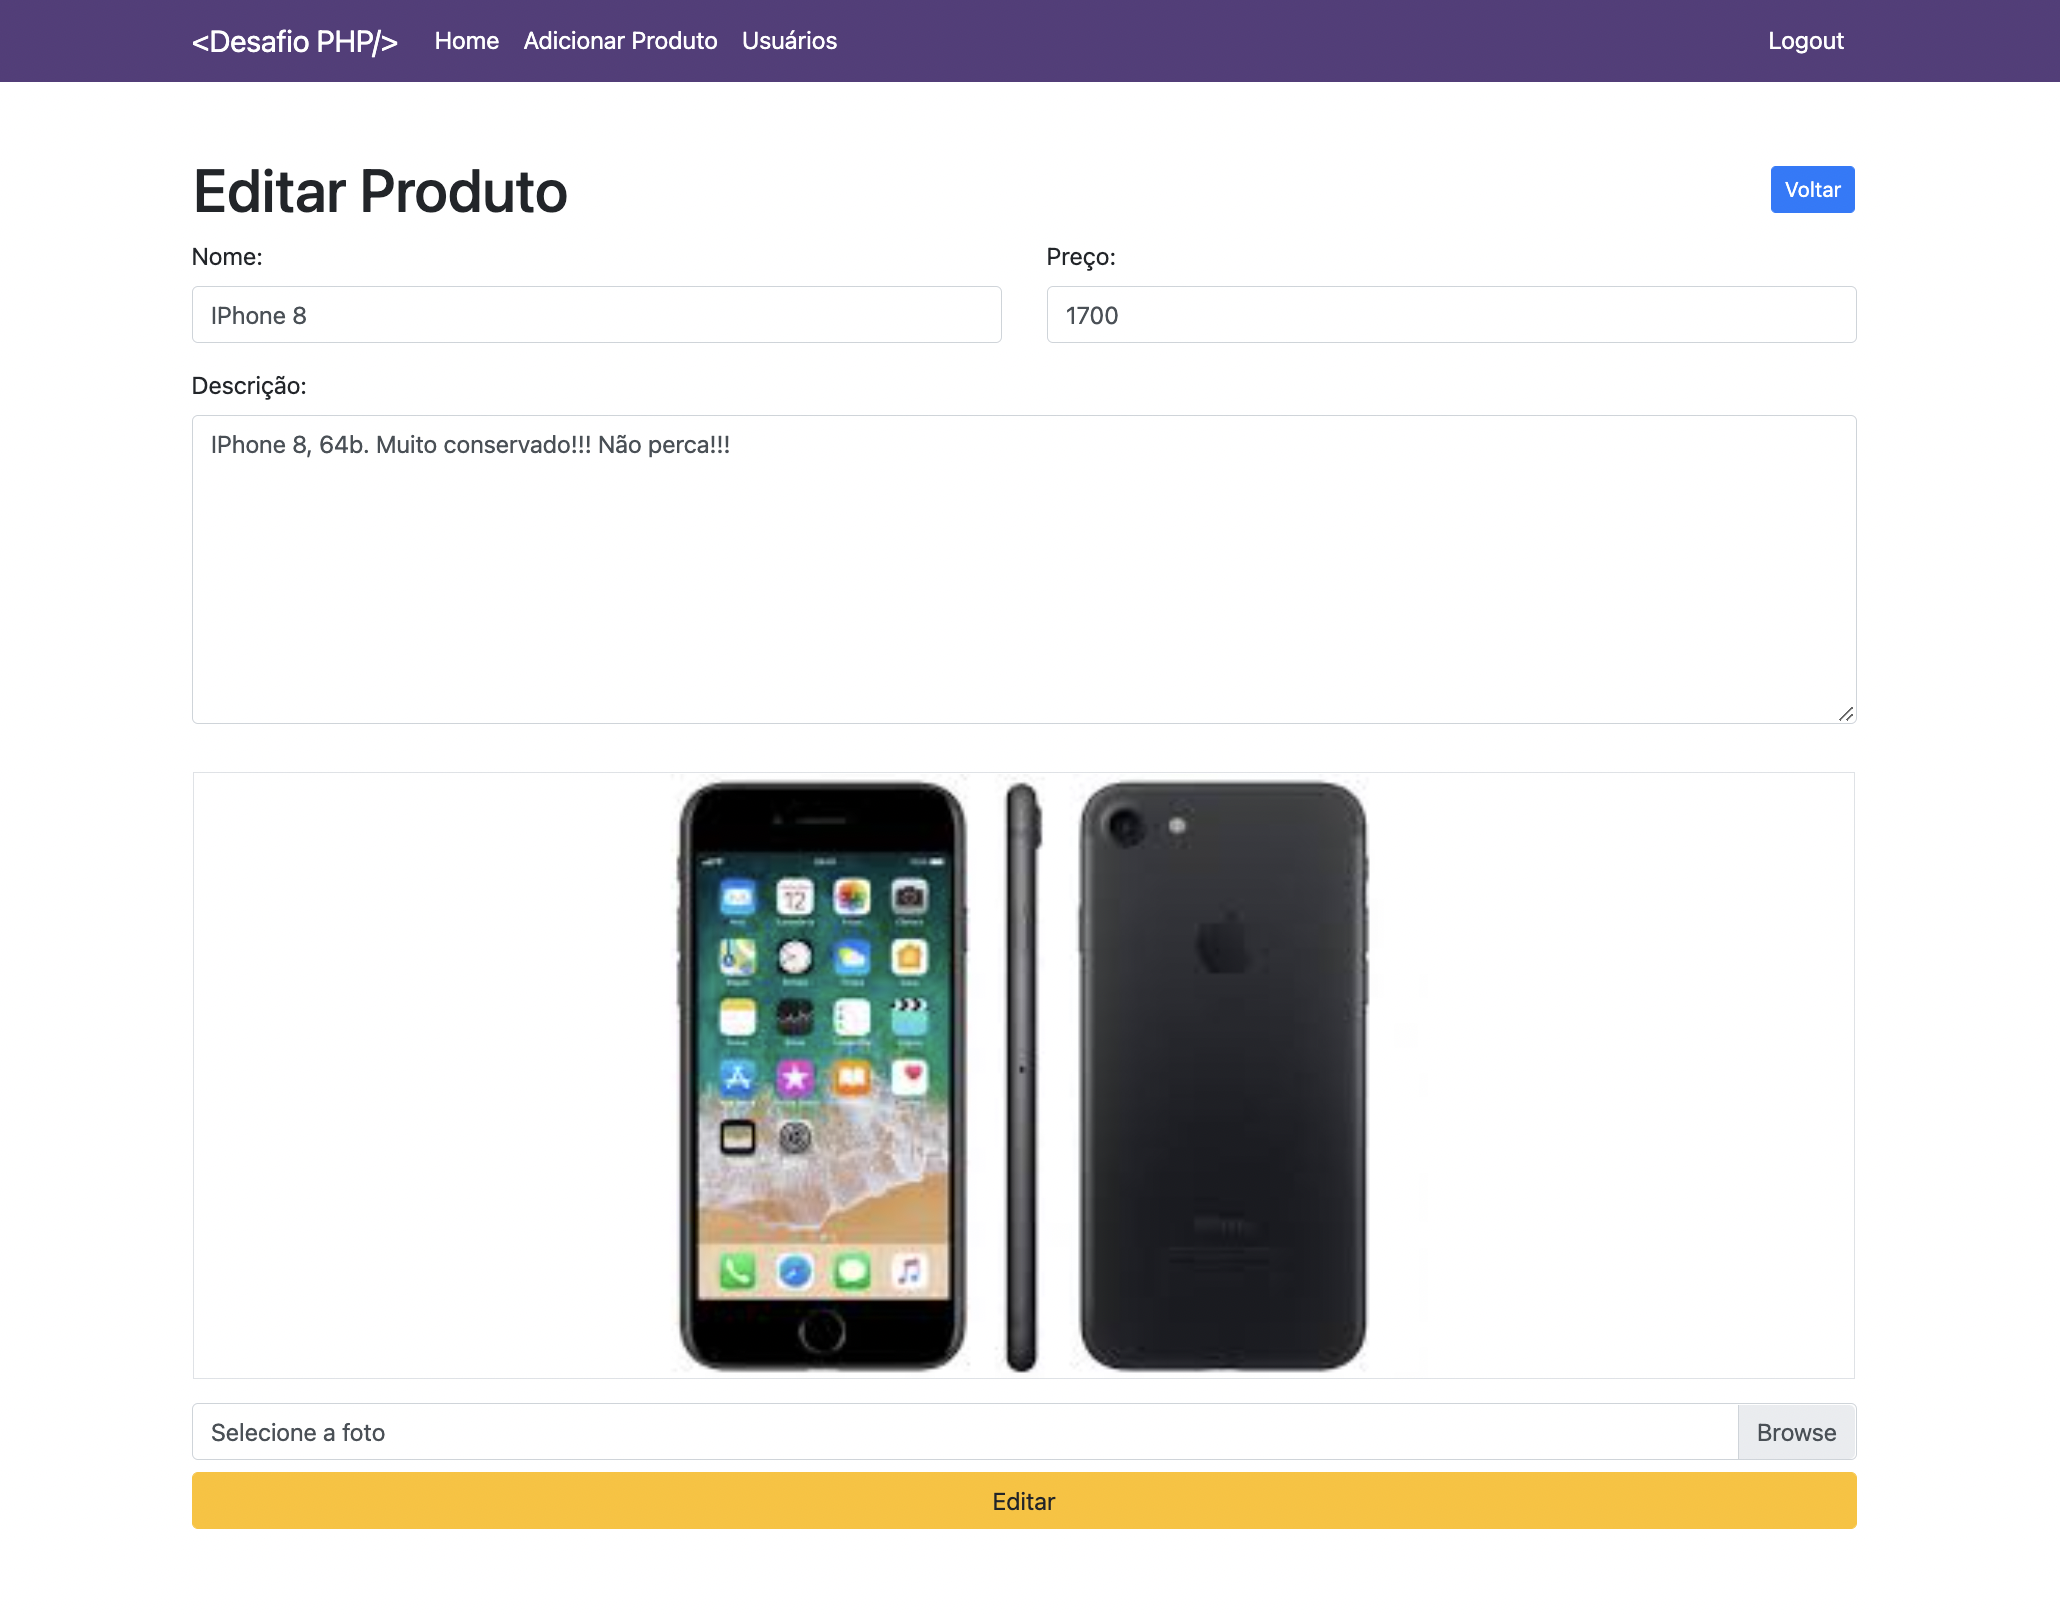 <Desafio PHP/> Home Adicionar Produto Usuários Logout
Editar Produto Voltar
Nome: Preço:
IPhone 8 1700
Descrição:
IPhone 8, 64b. Muito conservado!!! Não perca!!!
12
Selecione a foto Browse
Editar